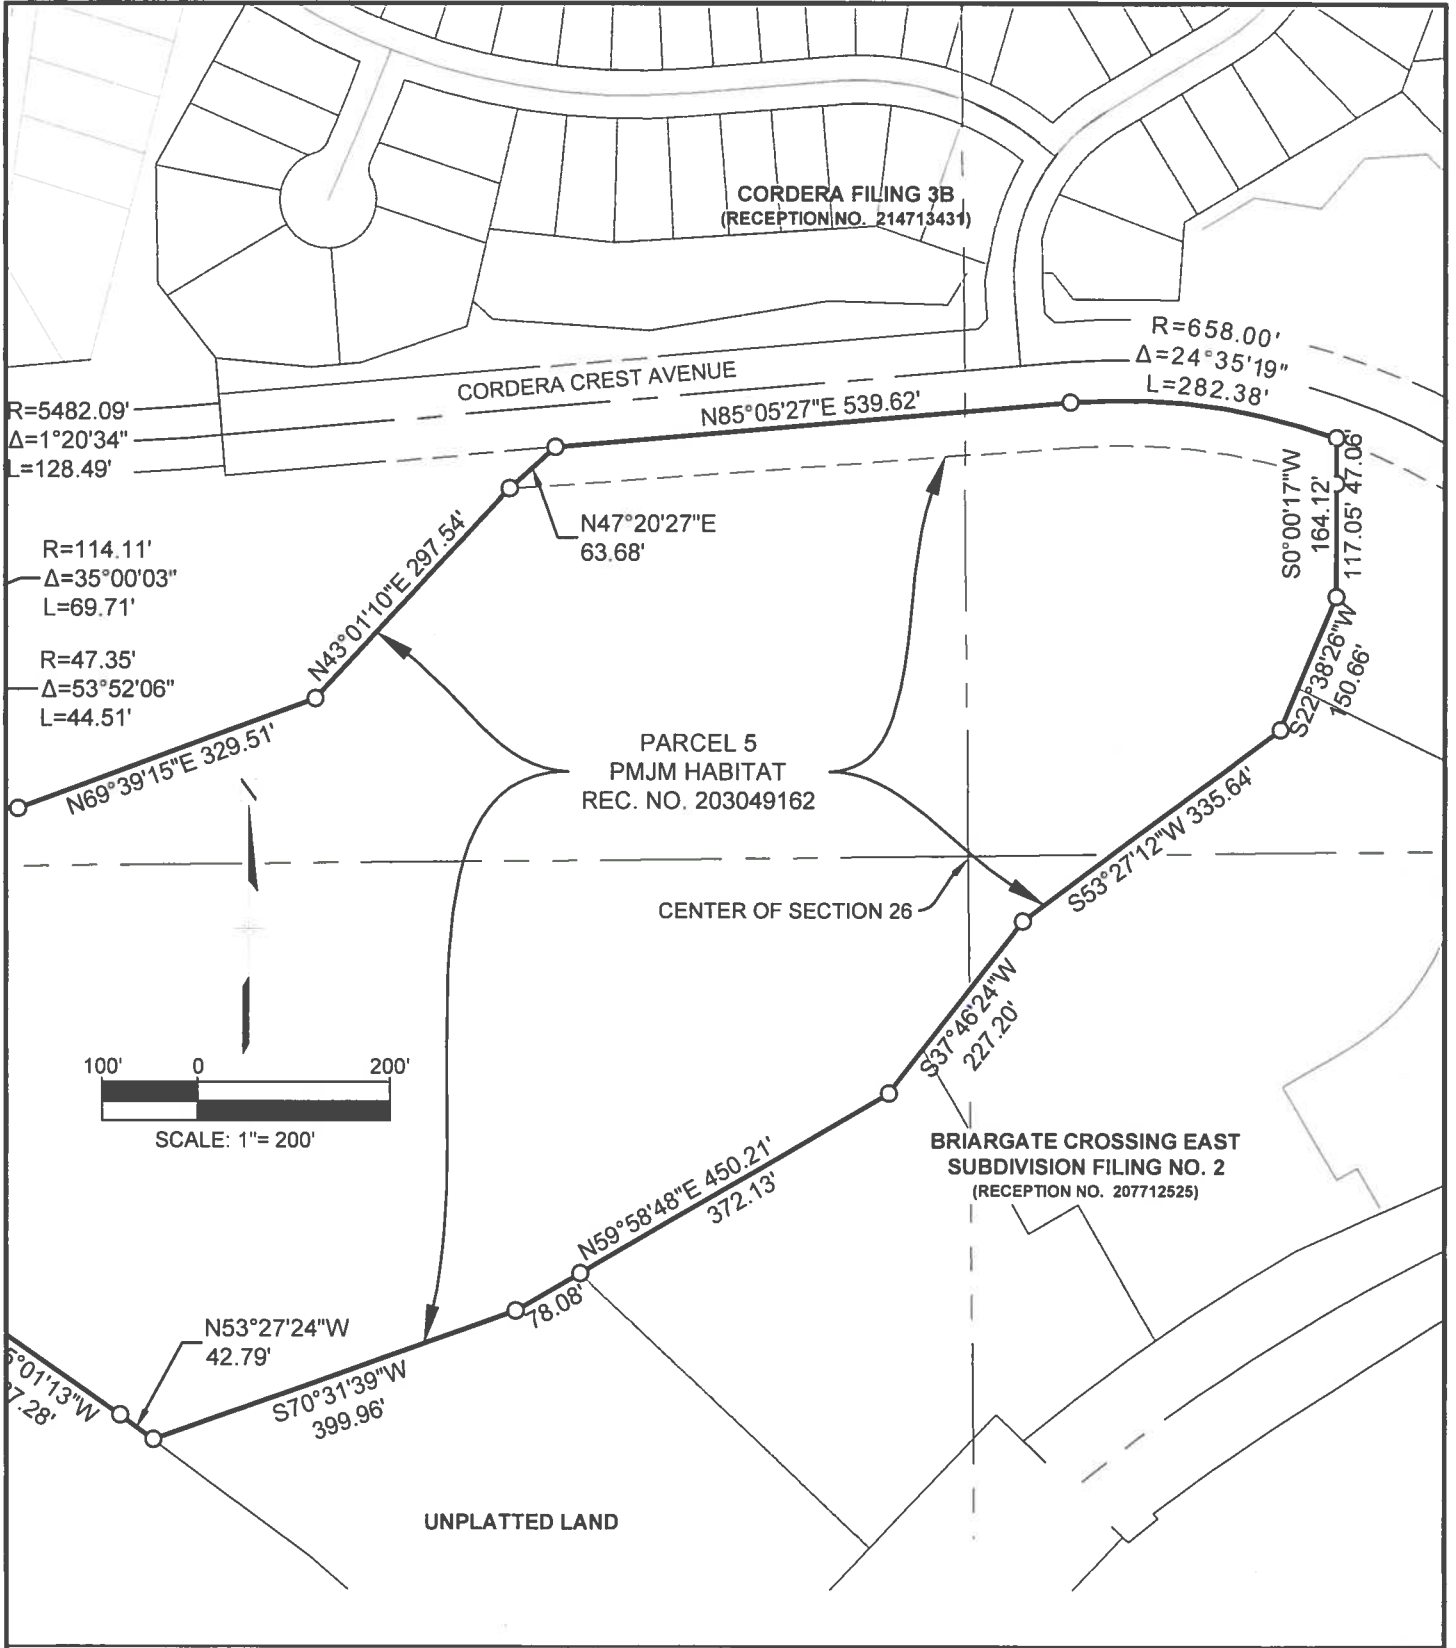 CORDERA FILING 3B
(RECEPTION NO. 214713431)
R=658.00'
Δ=24°35'19"
L=282.38'
CORDERA CREST AVENUE
N85°05'27"E 539.62'
R=5482.09'
Δ=1°20'34"
L=128.49'
47.06'
S0°00'17"W
164.12'
117.05'
N47°20'27"E
63.68'
N43°01'10"E 297.54'
R=114.11'
Δ=35°00'03"
L=69.71'
R=47.35'
Δ=53°52'06"
L=44.51'
S22°38'26"W
150.66'
N69°39'15"E 329.51'
PARCEL 5
PMJM HABITAT
REC. NO. 203049162
S53°27'12"W 335.64'
CENTER OF SECTION 26
S37°46'24"W
227.20'
100' 0 200'
SCALE: 1"= 200'
BRIARGATE CROSSING EAST
SUBDIVISION FILING NO. 2
(RECEPTION NO. 207712525)
N59°58'48"E 450.21'
372.13'
78.08'
N53°27'24"W
42.79'
5°01'13"W
7.28'
S70°31'39"W
399.96'
UNPLATTED LAND